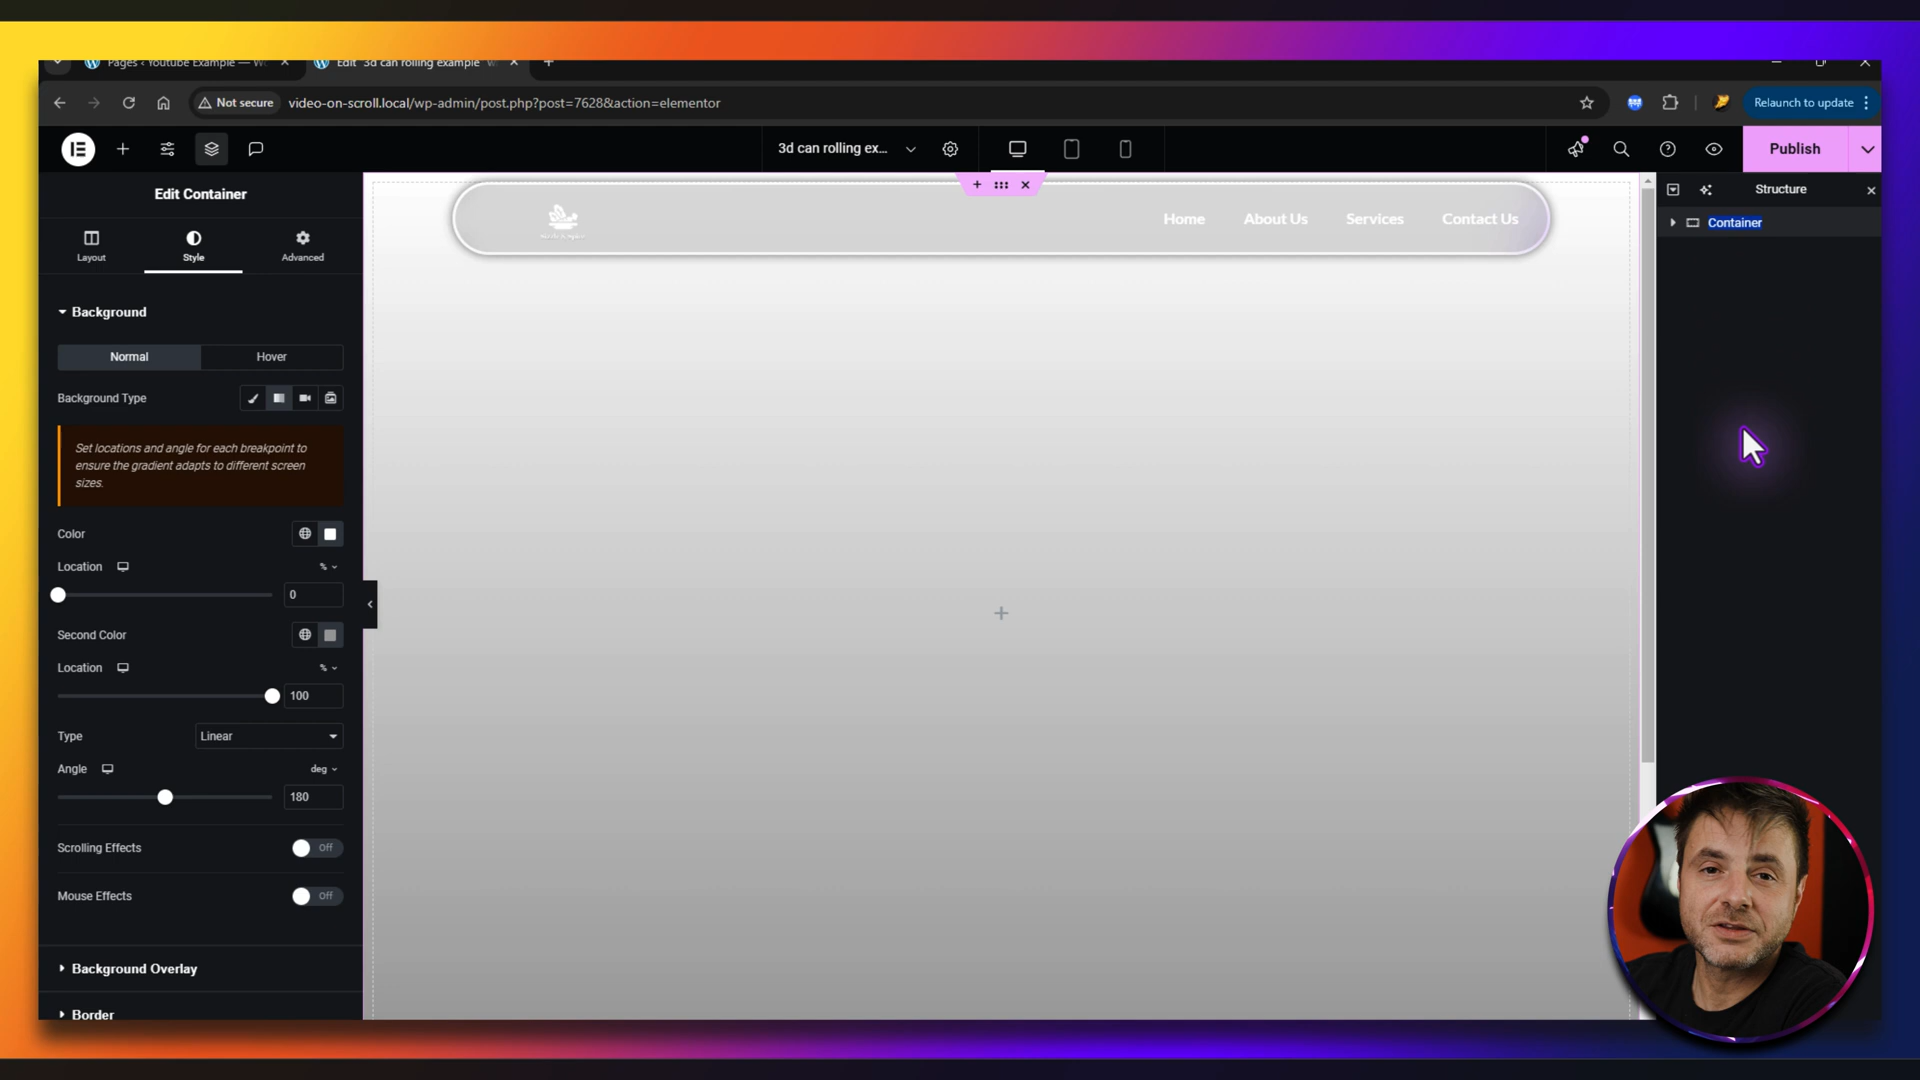 Pages ‹ Youtube Example — W
Edit "3d can rolling example" W
Not secure
video-on-scroll.local/wp-admin/post.php?post=7628&action=elementor
Relaunch to update
3d can rolling ex...
Publish
Edit Container
Layout
Style
Advanced
Background
Normal
Hover
Background Type
Set locations and angle for each breakpoint to
ensure the gradient adapts to different screen
sizes.
Color
Location
%
0
Second Color
Location
%
100
Type
Linear
Angle
deg
180
Scrolling Effects
Off
Mouse Effects
Off
Background Overlay
Border
Home
About Us
Services
Contact Us
Structure
Container